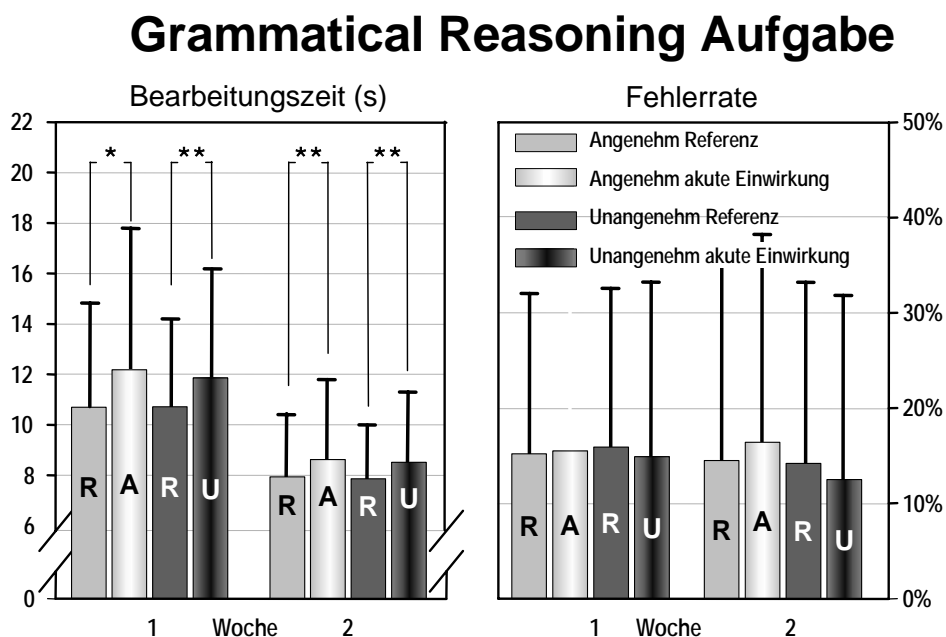 Grammatical Reasoning Aufgabe
Bearbeitungszeit (s)
22
20
18
16
14
12
10
8
6
0
* ** ** **
R A R U R A R U
1 Woche 2
Fehlerrate
Angenehm Referenz
Angenehm akute Einwirkung
Unangenehm Referenz
Unangenehm akute Einwirkung
50%
40%
30%
20%
10%
0%
R A R U R A R U
1 Woche 2